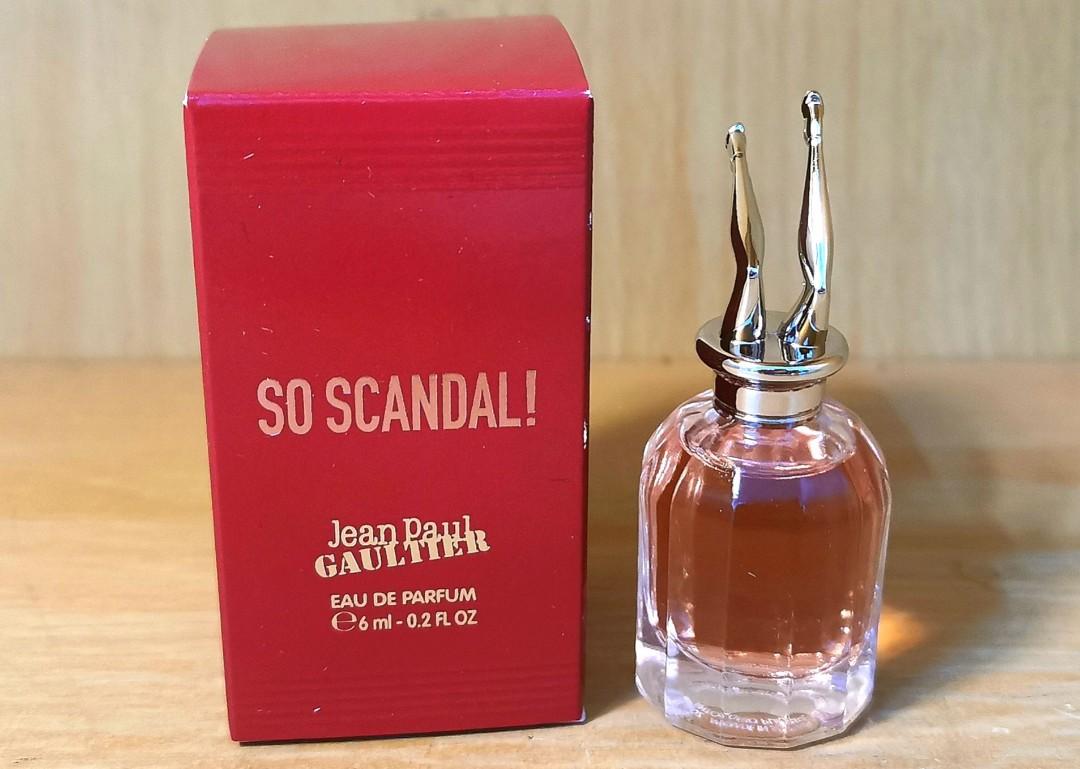 SO SCANDAL!
Jean Paul
GAULTIER
EAU DE PARFUM
℮6 ml - 0.2 FL OZ